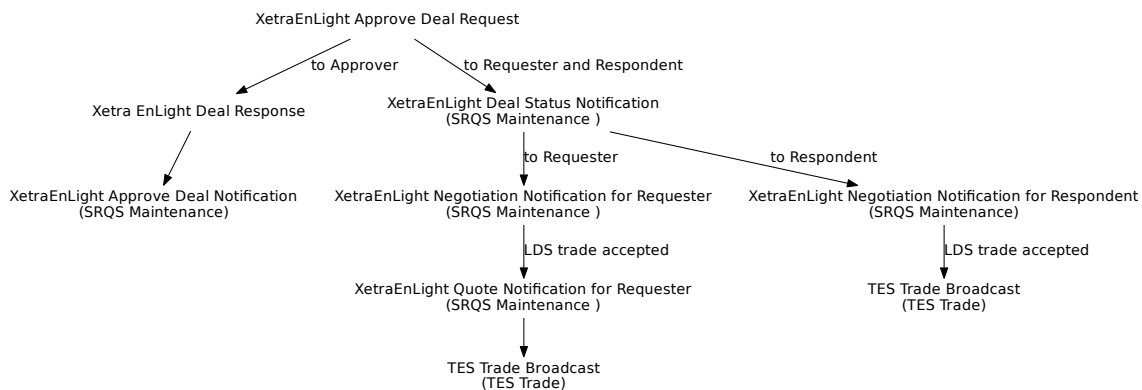 XetraEnLight Approve Deal Request
to Approver
to Requester and Respondent
Xetra EnLight Deal Response
XetraEnLight Deal Status Notification
(SRQS Maintenance )
to Requester
to Respondent
XetraEnLight Approve Deal Notification
(SRQS Maintenance)
XetraEnLight Negotiation Notification for Requester
(SRQS Maintenance )
XetraEnLight Negotiation Notification for Respondent
(SRQS Maintenance)
LDS trade accepted
LDS trade accepted
XetraEnLight Quote Notification for Requester
(SRQS Maintenance )
TES Trade Broadcast
(TES Trade)
TES Trade Broadcast
(TES Trade)